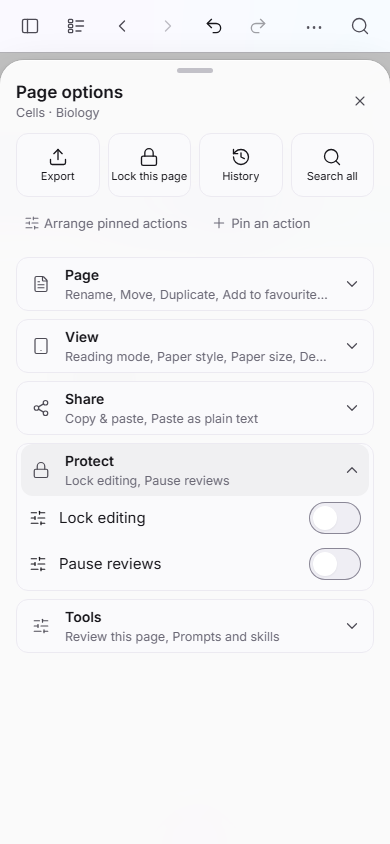 Page options
Cells · Biology
Export
Lock this page
History
Search all
Arrange pinned actions
Pin an action
Page
Rename, Move, Duplicate, Add to favourite...
View
Reading mode, Paper style, Paper size, De...
Share
Copy & paste, Paste as plain text
Protect
Lock editing, Pause reviews
Lock editing
Pause reviews
Tools
Review this page, Prompts and skills